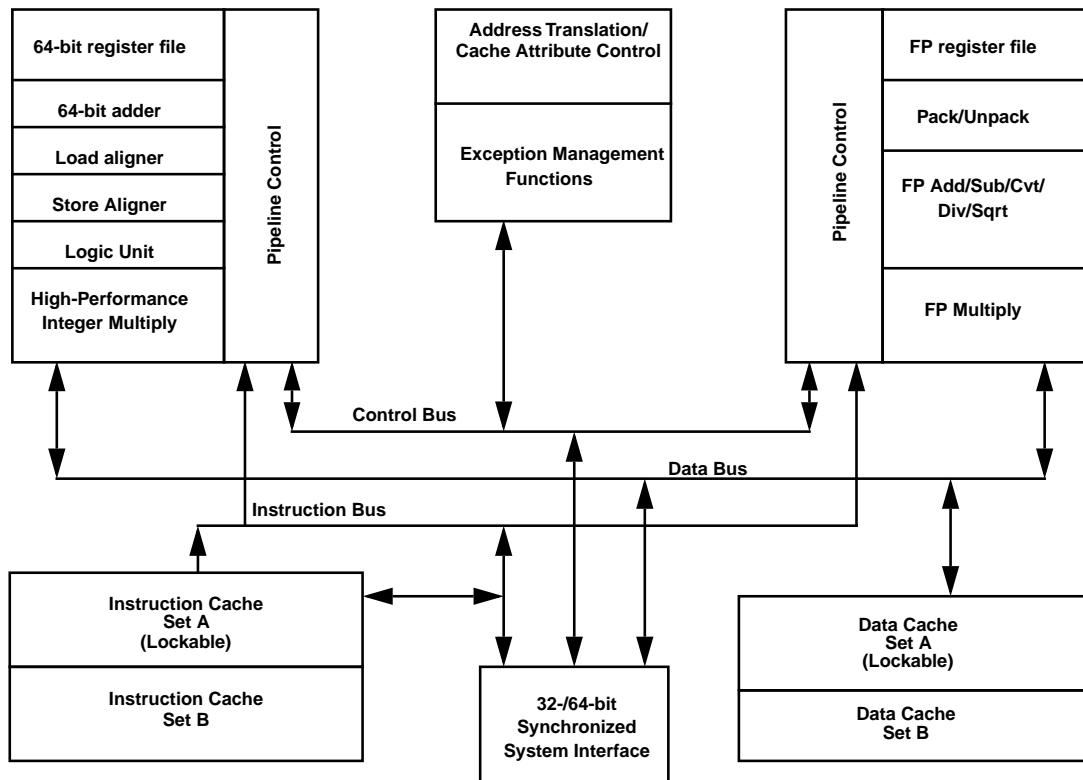 64-bit register file
64-bit adder
Load aligner
Store Aligner
Logic Unit
High-Performance
Integer Multiply
Pipeline Control
Address Translation/
Cache Attribute Control
Exception Management
Functions
Pipeline Control
FP register file
Pack/Unpack
FP Add/Sub/Cvt/
Div/Sqrt
FP Multiply
Control Bus
Data Bus
Instruction Bus
Instruction Cache
Set A
(Lockable)
Instruction Cache
Set B
32-/64-bit
Synchronized
System Interface
Data Cache
Set A
(Lockable)
Data Cache
Set B